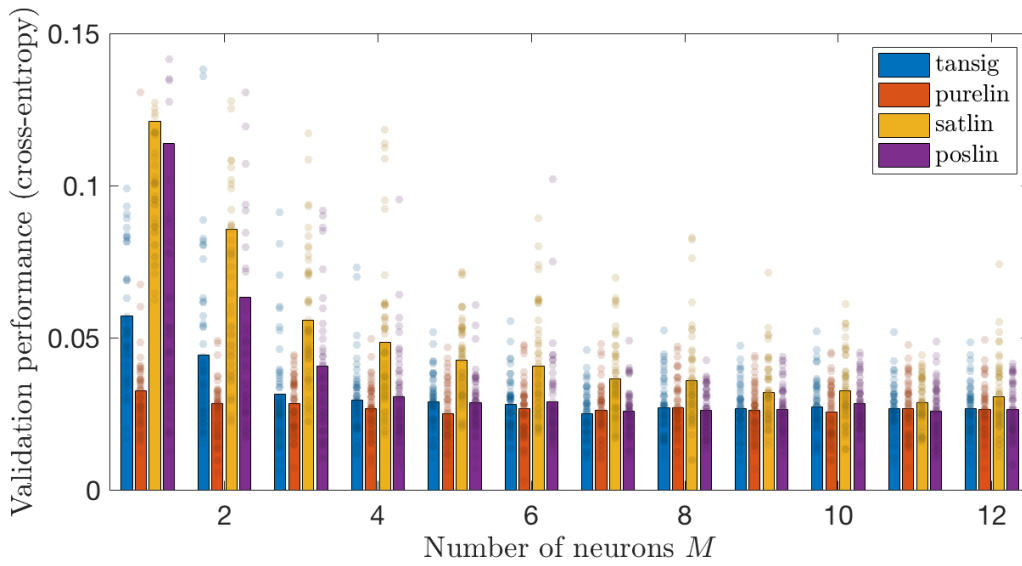 Validation performance (cross-entropy)
0.15
0.1
0.05
0
tansig
purelin
satlin
poslin
2 4 6 8 10 12
Number of neurons M